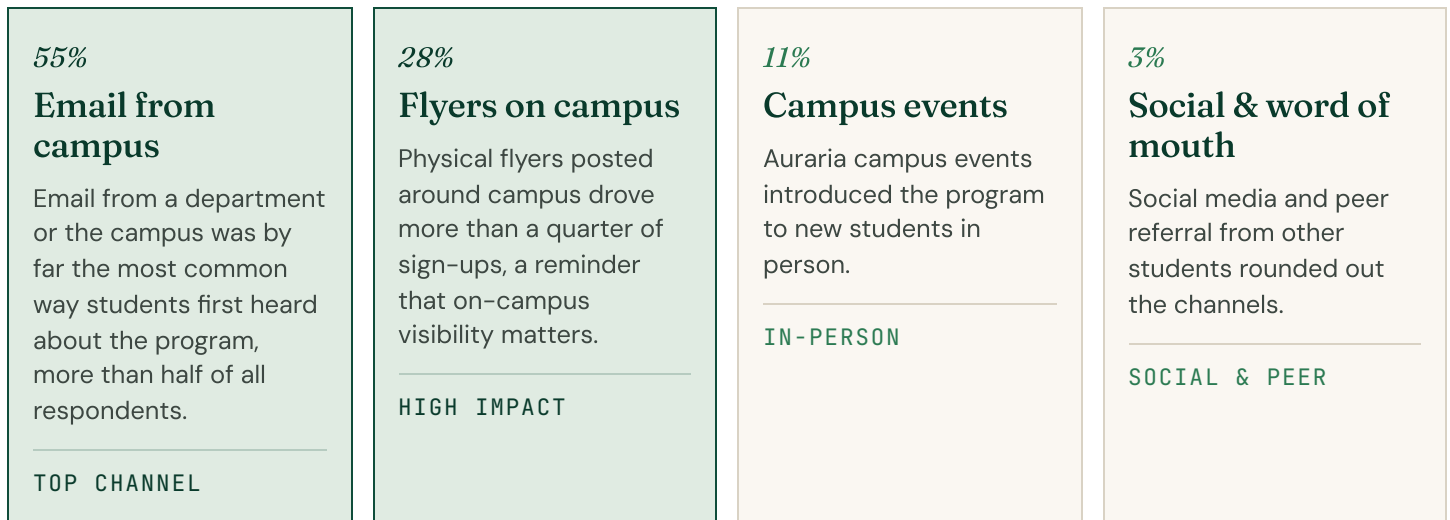 55%
Email from
campus
Email from a department
or the campus was by
far the most common
way students first heard
about the program,
more than half of all
respondents.
TOP CHANNEL
28%
Flyers on campus
Physical flyers posted
around campus drove
more than a quarter of
sign-ups, a reminder
that on-campus
visibility matters.
HIGH IMPACT
11%
Campus events
Auraria campus events
introduced the program
to new students in
person.
IN-PERSON
3%
Social & word of
mouth
Social media and peer
referral from other
students rounded out
the channels.
SOCIAL & PEER